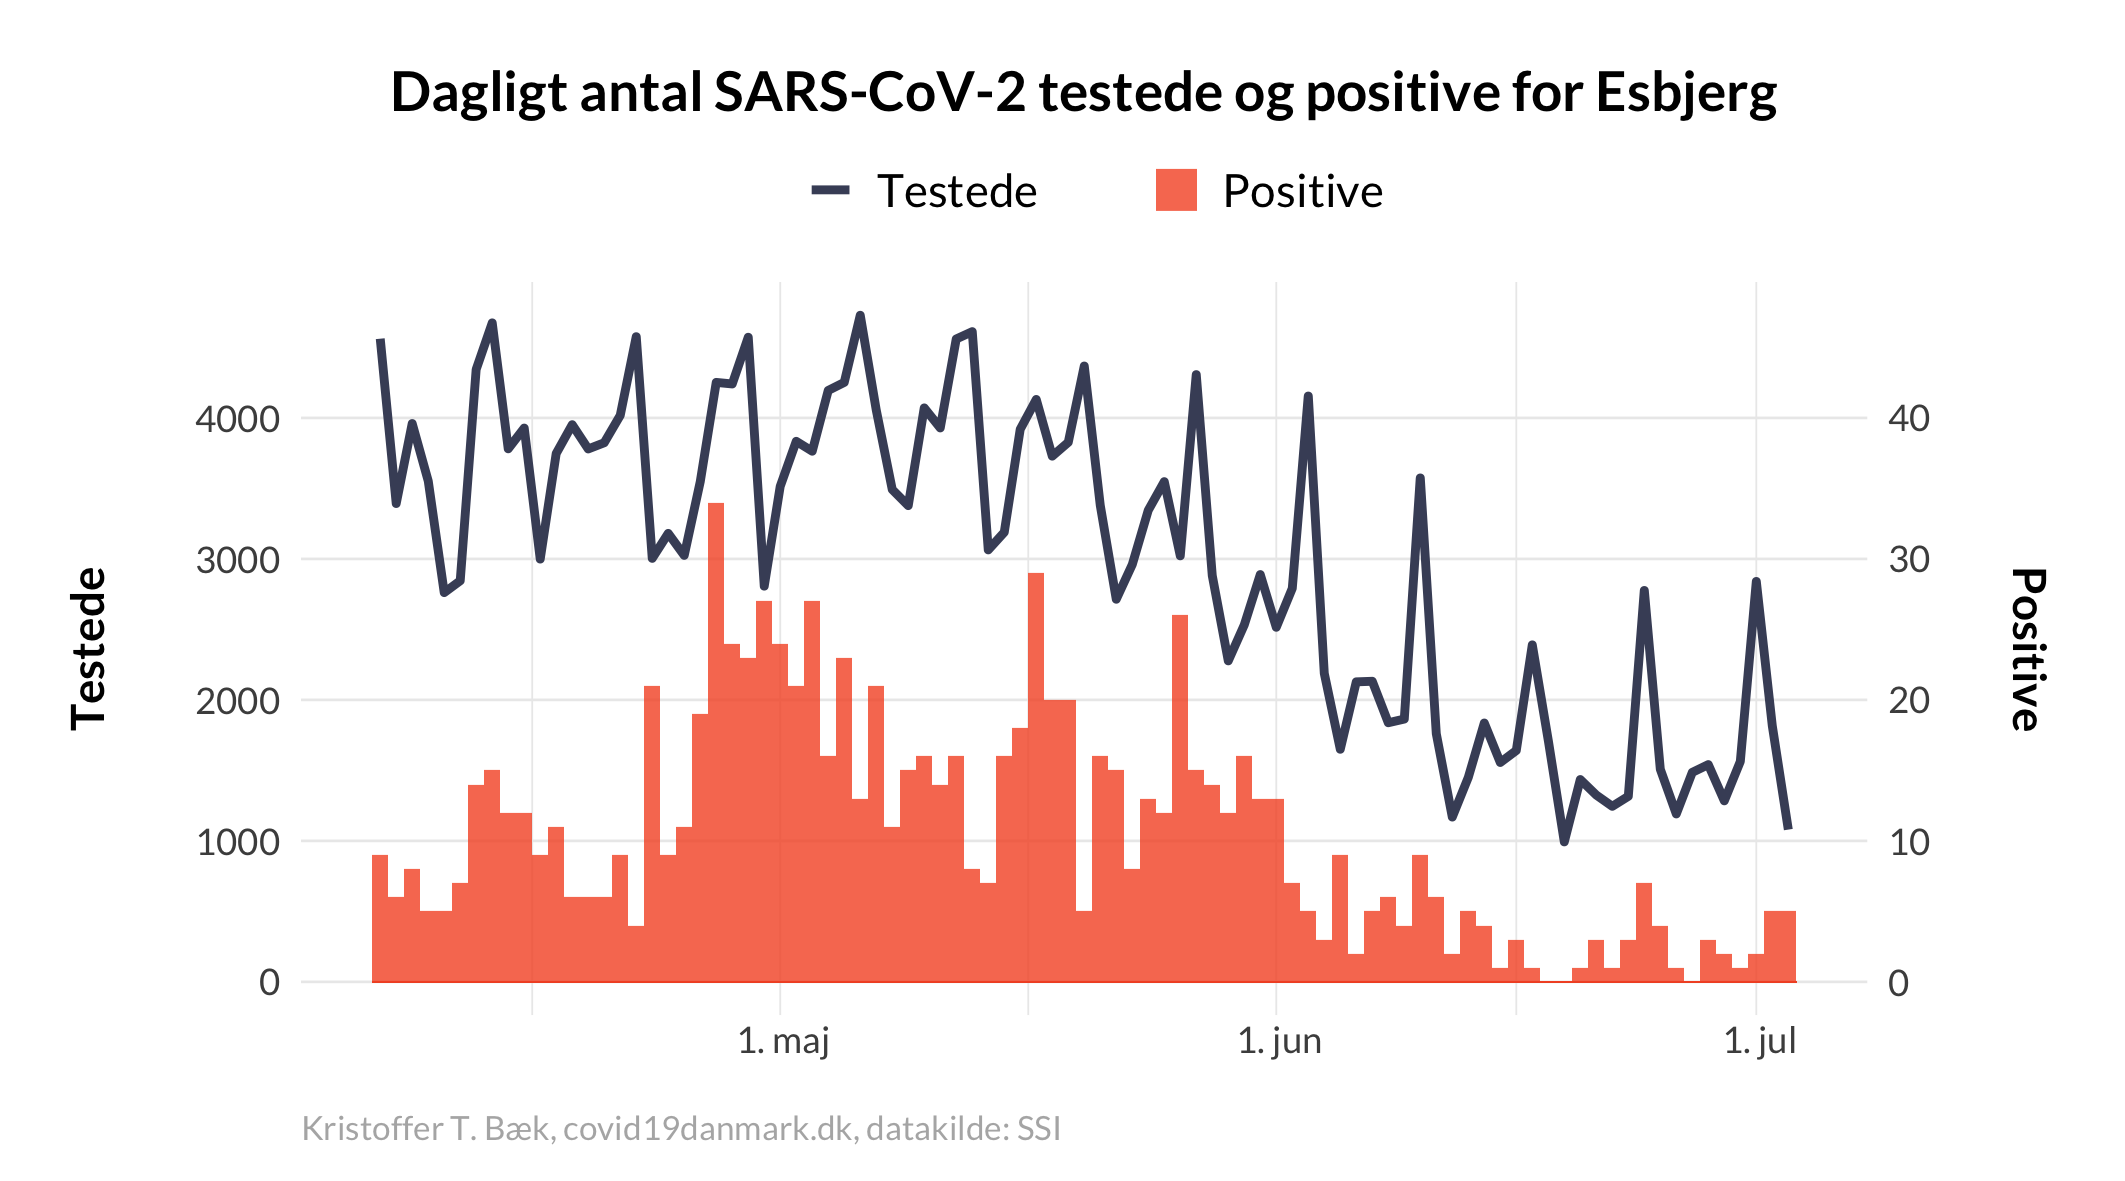 Dagligt antal SARS-CoV-2 testede og positive for Esbjerg
Testede
Positive
4000
3000
2000
1000
0
Testede
40
30
20
10
0
Positive
1. maj
1. jun
1. jul
Kristoffer T. Bæk, covid19danmark.dk, datakilde: SSI